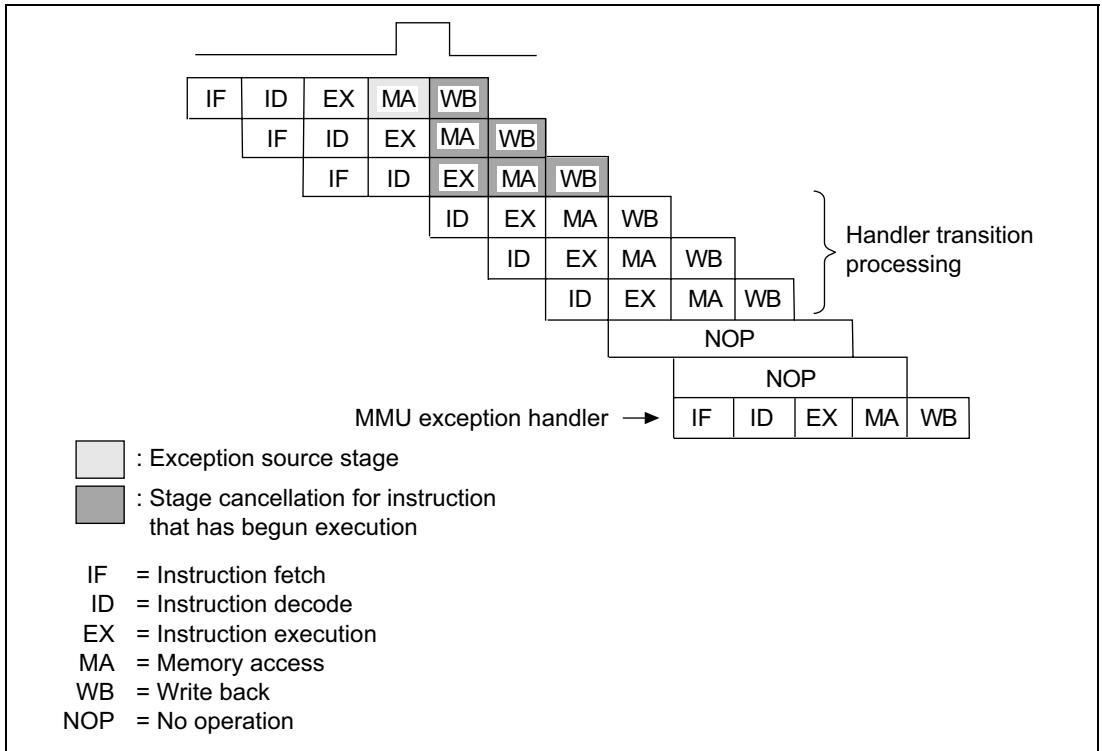 IF ID EX MA WB
IF ID EX MA WB
IF ID EX MA WB
ID EX MA WB
ID EX MA WB
ID EX MA WB
Handler transition
processing
NOP
NOP
MMU exception handler
IF ID EX MA WB
: Exception source stage
: Stage cancellation for instruction
that has begun execution
IF = Instruction fetch
ID = Instruction decode
EX = Instruction execution
MA = Memory access
WB = Write back
NOP = No operation